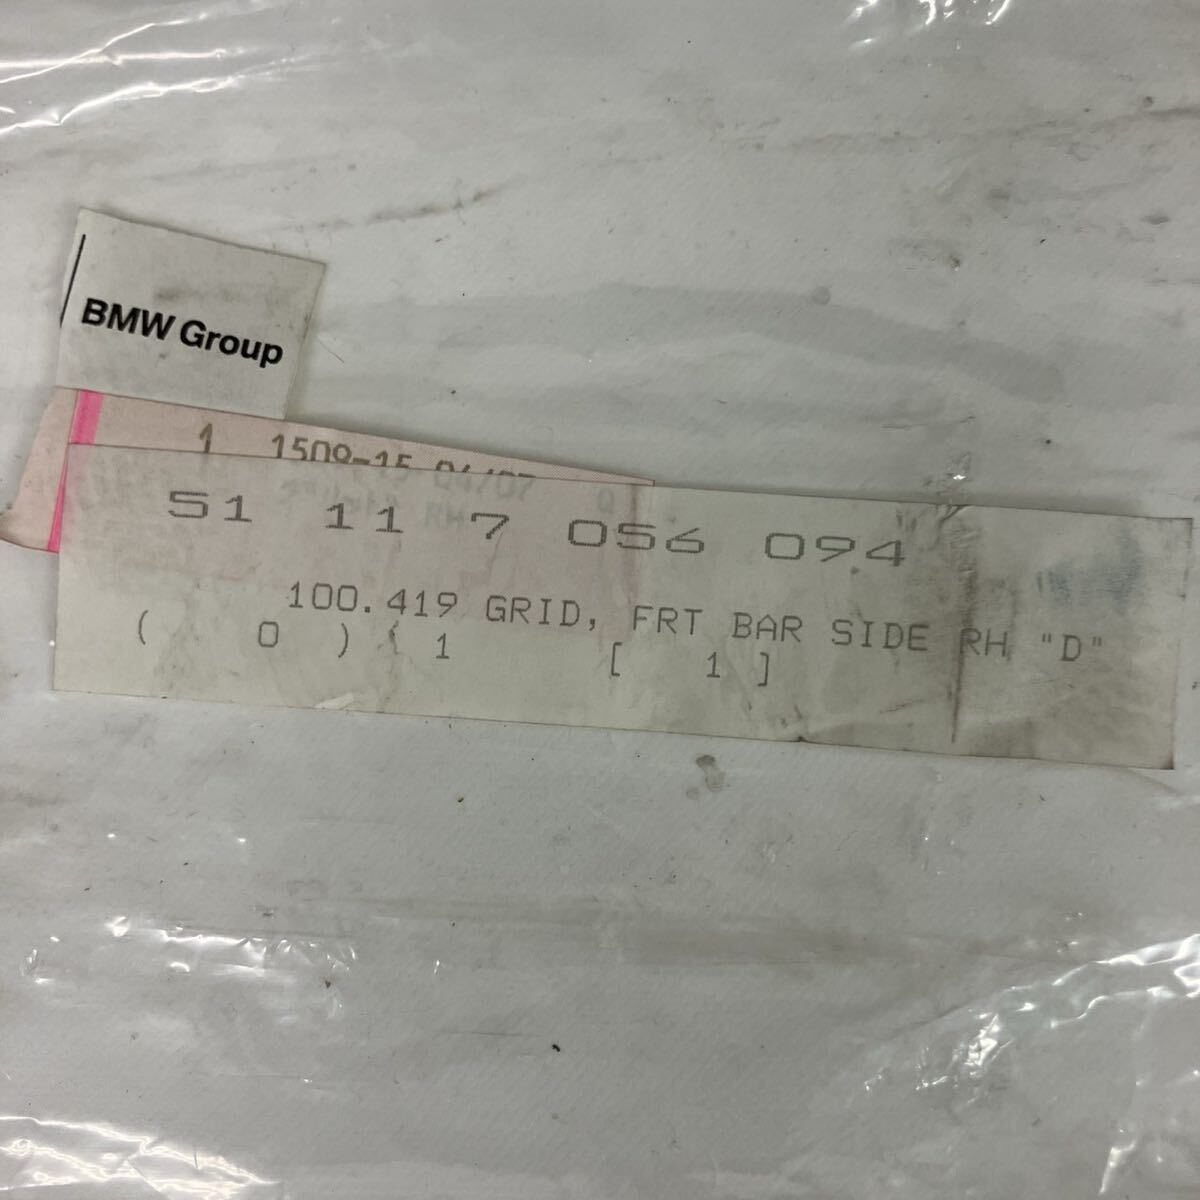 BMW Group
1 1509-15 04/07 Q
RH
51 11 7 056 094
100.419 GRID, FRT BAR SIDE RH "D"
( 0 ) ( 1 [ 1 ]